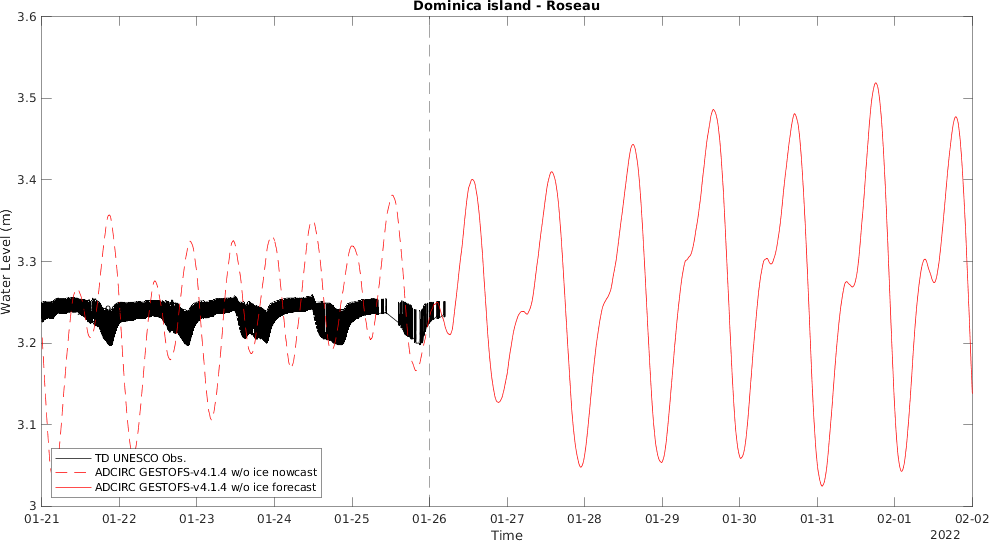 Dominica island - Roseau
3.6
3.5
3.4
3.3
3.2
3.1
3
Water Level (m)
TD UNESCO Obs.
ADCIRC GESTOFS-v4.1.4 w/o ice nowcast
ADCIRC GESTOFS-v4.1.4 w/o ice forecast
01-21 01-22 01-23 01-24 01-25 01-26 01-27 01-28 01-29 01-30 01-31 02-01 02-02
Time
2022